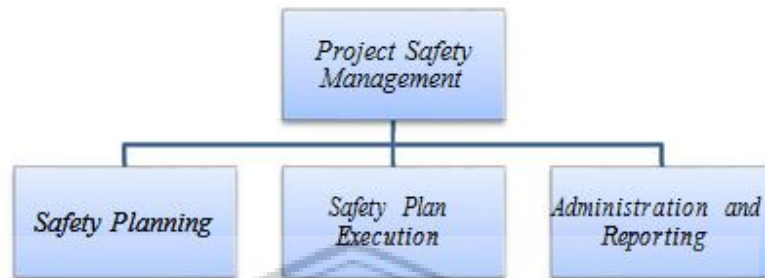 Project Safety
Management
Safety Planning
Safety Plan
Execution
Administration and
Reporting